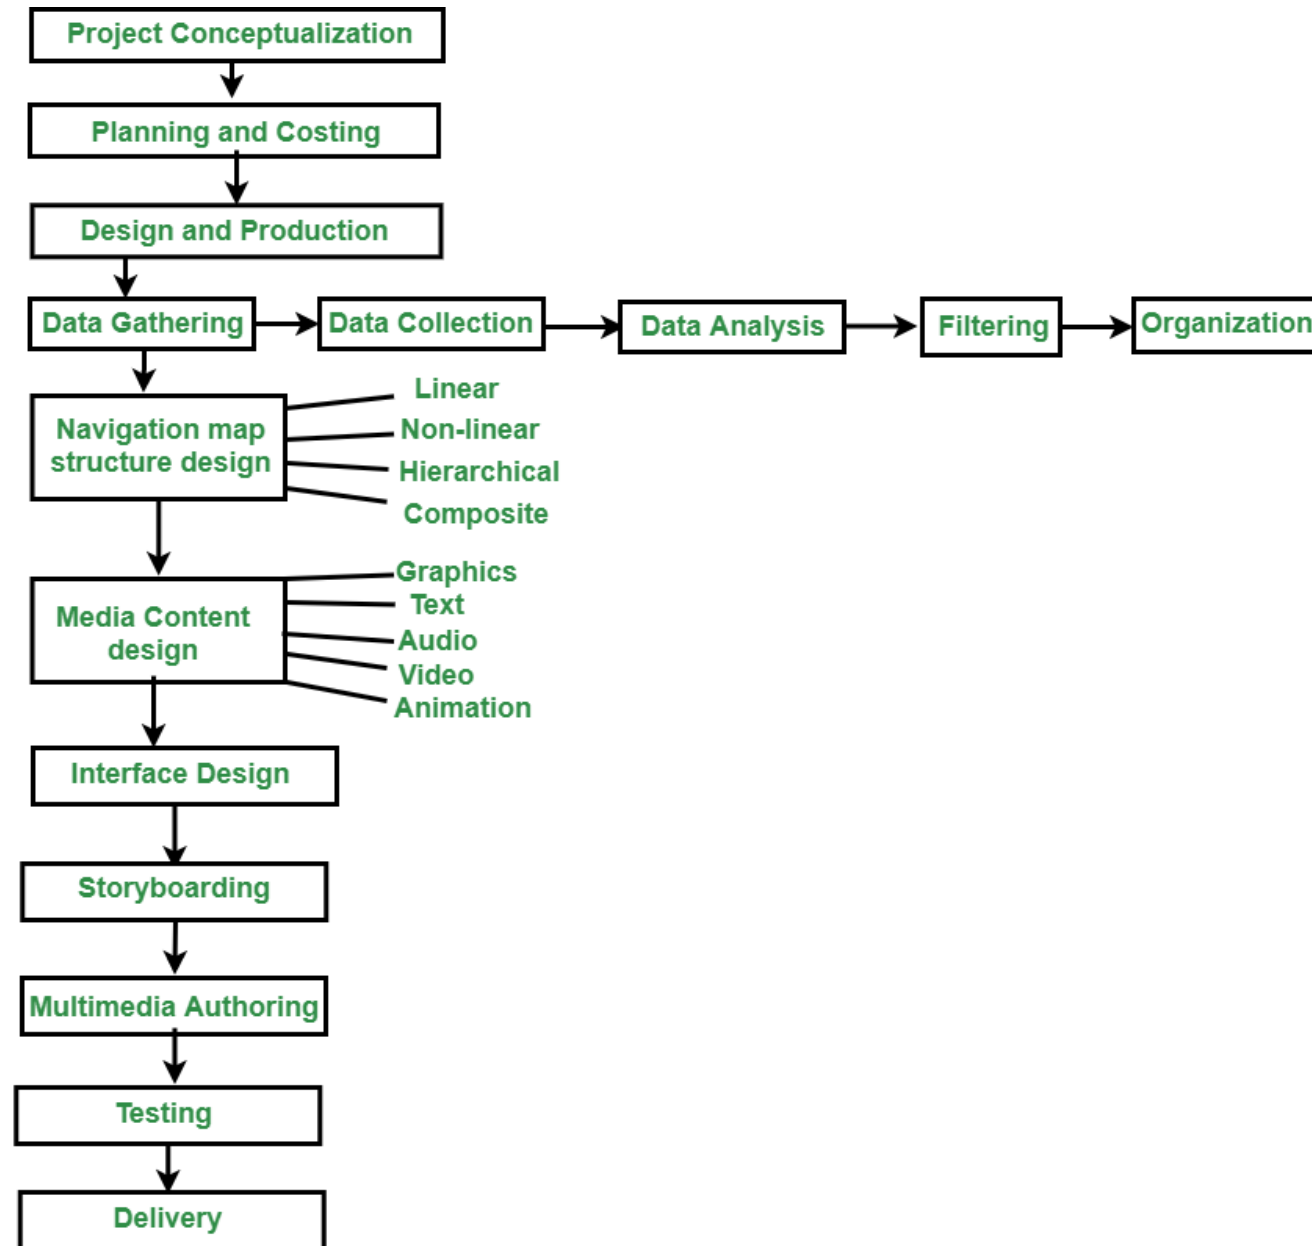 Project Conceptualization
Planning and Costing
Design and Production
Data Gathering
Data Collection
Data Analysis
Filtering
Organization
Navigation map
structure design
Linear
Non-linear
Hierarchical
Composite
Media Content
design
Graphics
Text
Audio
Video
Animation
Interface Design
Storyboarding
Multimedia Authoring
Testing
Delivery